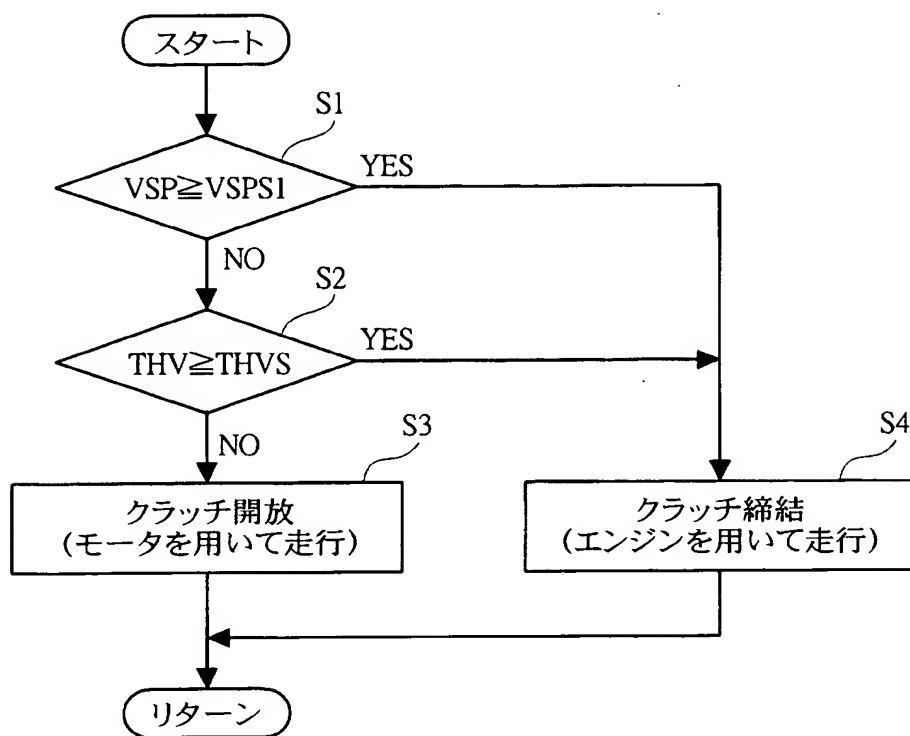 スタート
S1
VSP≧VSPS1
YES
NO
S2
THV≧THVS
YES
NO
S3
クラッチ開放
(モータを用いて走行)
S4
クラッチ締結
(エンジンを用いて走行)
リターン